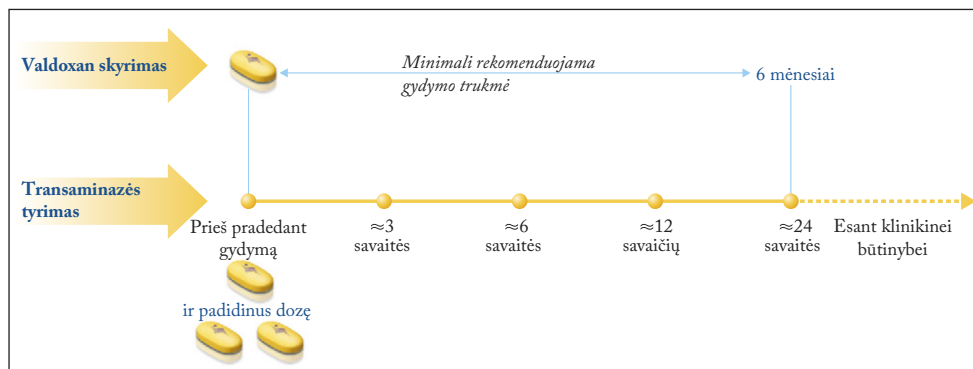 Valdoxan skyrimas
Minimali rekomenduojama
gydymo trukmė
6 mėnesiai
Transaminazės
tyrimas
Prieš pradedant
gydymą
≈3
savaitės
≈6
savaitės
≈12
savaičių
≈24
savaitės
Esant klinikinei
būtinybei
ir padidinus dozę